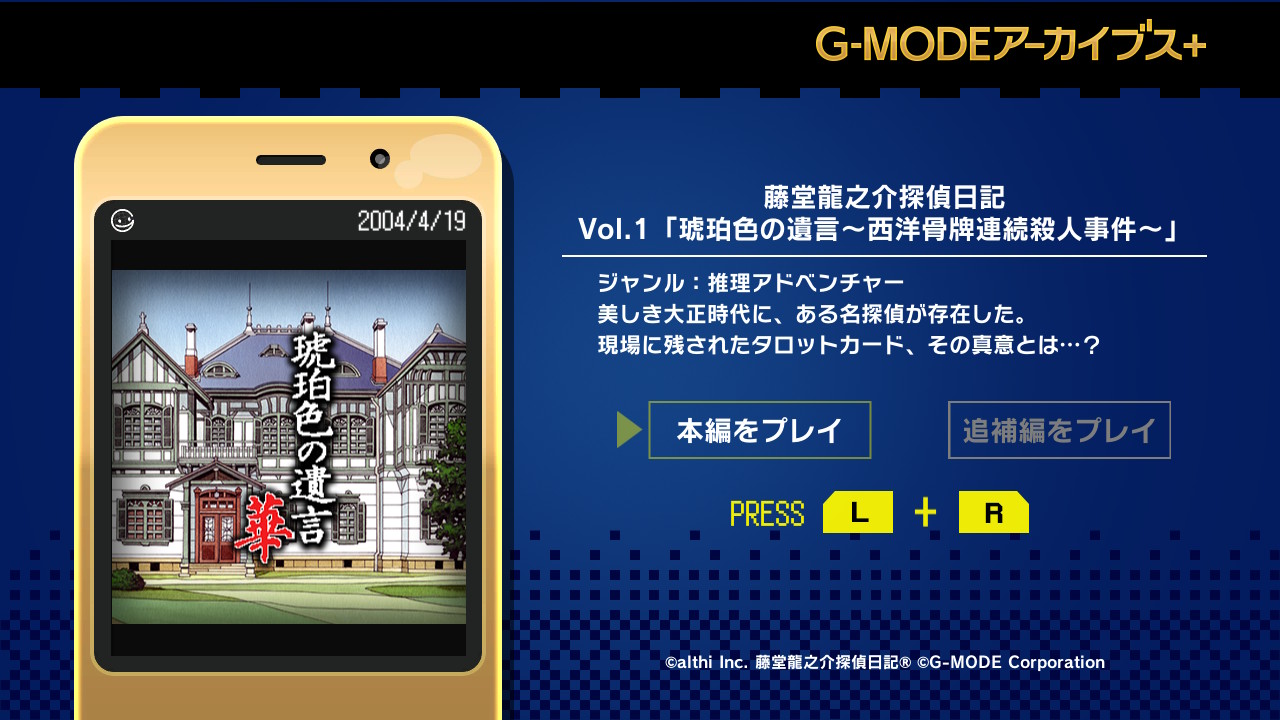 G-MODEアーカイブス+
2004/4/19
琥珀色の遺言
華
藤堂龍之介探偵日記
Vol.1「琥珀色の遺言～西洋骨牌連続殺人事件～」
ジャンル：推理アドベンチャー
美しき大正時代に、ある名探偵が存在した。
現場に残されたタロットカード、その真意とは…？
本編をプレイ
追補編をプレイ
PRESS L + R
©althi Inc. 藤堂龍之介探偵日記® ©G-MODE Corporation